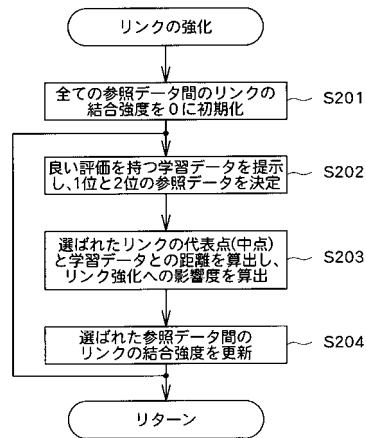 リンクの強化
全ての参照データ間のリンクの
結合強度を0に初期化
S201
良い評価を持つ学習データを提示
し、1位と2位の参照データを決定
S202
選ばれたリンクの代表点(中点)
と学習データとの距離を算出し、
リンク強化への影響度を算出
S203
選ばれた参照データ間の
リンクの結合強度を更新
S204
リターン